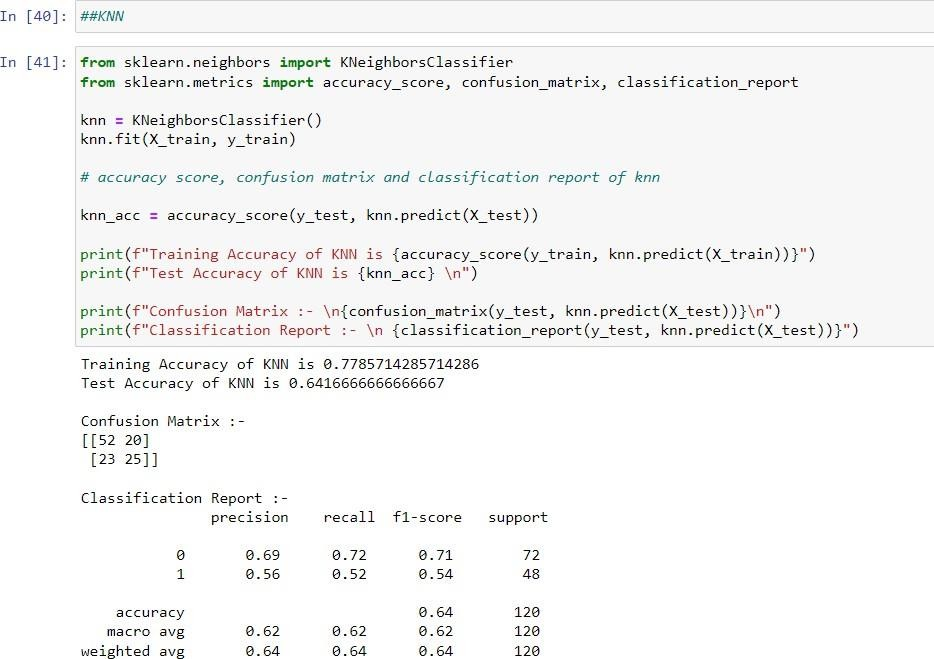 In [40]: ##KNN
In [41]: from sklearn.neighbors import KNeighborsClassifier
from sklearn.metrics import accuracy_score, confusion_matrix, classification_report
knn = KNeighborsClassifier()
knn.fit(X_train, y_train)
# accuracy score, confusion matrix and classification report of knn
knn_acc = accuracy_score(y_test, knn.predict(X_test))
print(f"Training Accuracy of KNN is {accuracy_score(y_train, knn.predict(X_train))}")
print(f"Test Accuracy of KNN is {knn_acc} \n")
print(f"Confusion Matrix :- \n{confusion_matrix(y_test, knn.predict(X_test))}\n")
print(f"Classification Report :- \n {classification_report(y_test, knn.predict(X_test))}")
Training Accuracy of KNN is 0.7785714285714286
Test Accuracy of KNN is 0.6416666666666667
Confusion Matrix :-
[[52 20]
[23 25]]
Classification Report :-
precision recall f1-score support
0 0.69 0.72 0.71 72
1 0.56 0.52 0.54 48
accuracy 0.64 120
macro avg 0.62 0.62 0.62 120
weighted avg 0.64 0.64 0.64 120